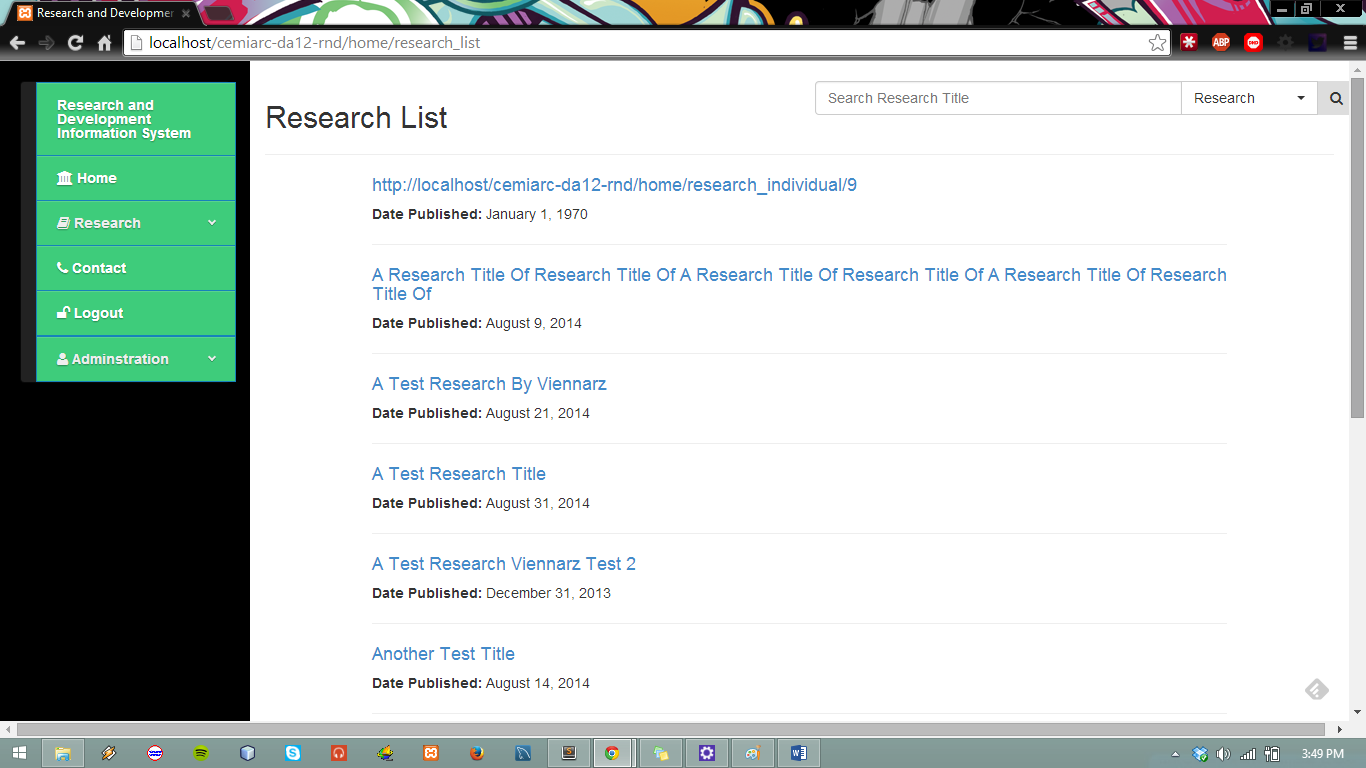 Research and Developmer
localhost/cemiarc-da12-rnd/home/research_list
ABP
Research and
Development
Information System
Home
Research
Contact
Logout
Adminstration
Search Research Title
Research
Research List
http://localhost/cemiarc-da12-rnd/home/research_individual/9
Date Published: January 1, 1970
A Research Title Of Research Title Of A Research Title Of Research Title Of A Research Title Of Research
Title Of
Date Published: August 9, 2014
A Test Research By Viennarz
Date Published: August 21, 2014
A Test Research Title
Date Published: August 31, 2014
A Test Research Viennarz Test 2
Date Published: December 31, 2013
Another Test Title
Date Published: August 14, 2014
3:49 PM